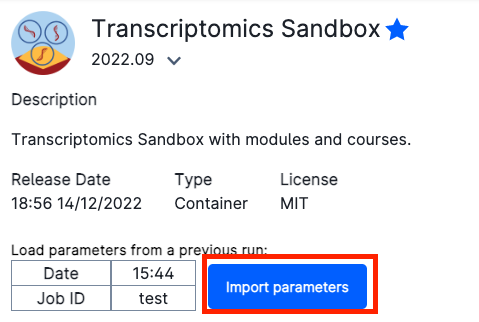 Transcriptomics Sandbox
2022.09
Description
Transcriptomics Sandbox with modules and courses.
Release Date Type License
18:56 14/12/2022 Container MIT
Load parameters from a previous run:
Date 15:44
Job ID test
Import parameters